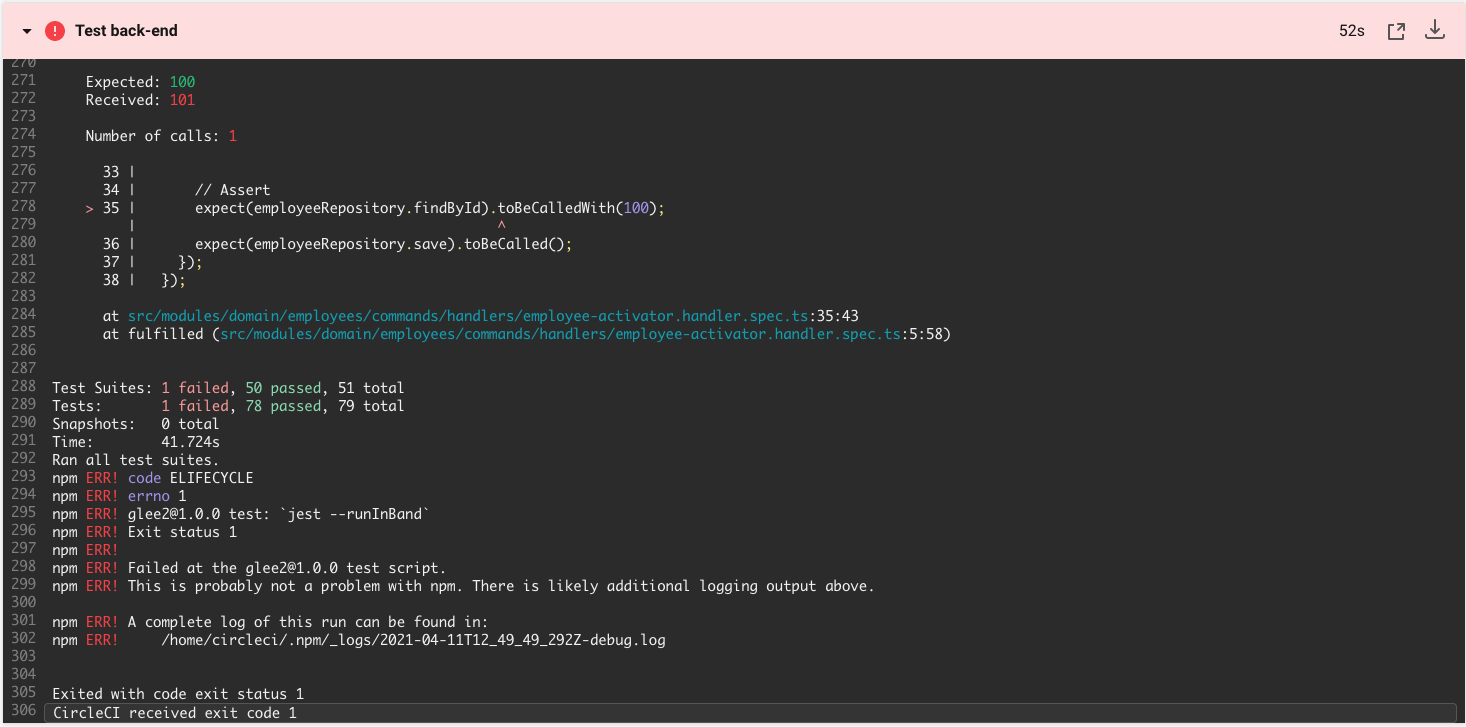 Test back-end 52s
270
271 Expected: 100
272 Received: 101
273
274 Number of calls: 1
275
276 33 |
277 34 | // Assert
278 > 35 | expect(employeeRepository.findById).toBeCalledWith(100);
279 | ^
280 36 | expect(employeeRepository.save).toBeCalled();
281 37 | });
282 38 | });
283
284 at src/modules/domain/employees/commands/handlers/employee-activator.handler.spec.ts:35:43
285 at fulfilled (src/modules/domain/employees/commands/handlers/employee-activator.handler.spec.ts:5:58)
286
287
288 Test Suites: 1 failed, 50 passed, 51 total
289 Tests: 1 failed, 78 passed, 79 total
290 Snapshots: 0 total
291 Time: 41.724s
292 Ran all test suites.
293 npm ERR! code ELIFECYCLE
294 npm ERR! errno 1
295 npm ERR! glee2@1.0.0 test: `jest --runInBand`
296 npm ERR! Exit status 1
297 npm ERR!
298 npm ERR! Failed at the glee2@1.0.0 test script.
299 npm ERR! This is probably not a problem with npm. There is likely additional logging output above.
300
301 npm ERR! A complete log of this run can be found in:
302 npm ERR! /home/circleci/.npm/_logs/2021-04-11T12_49_49_292Z-debug.log
303
304
305 Exited with code exit status 1
306 CircleCI received exit code 1